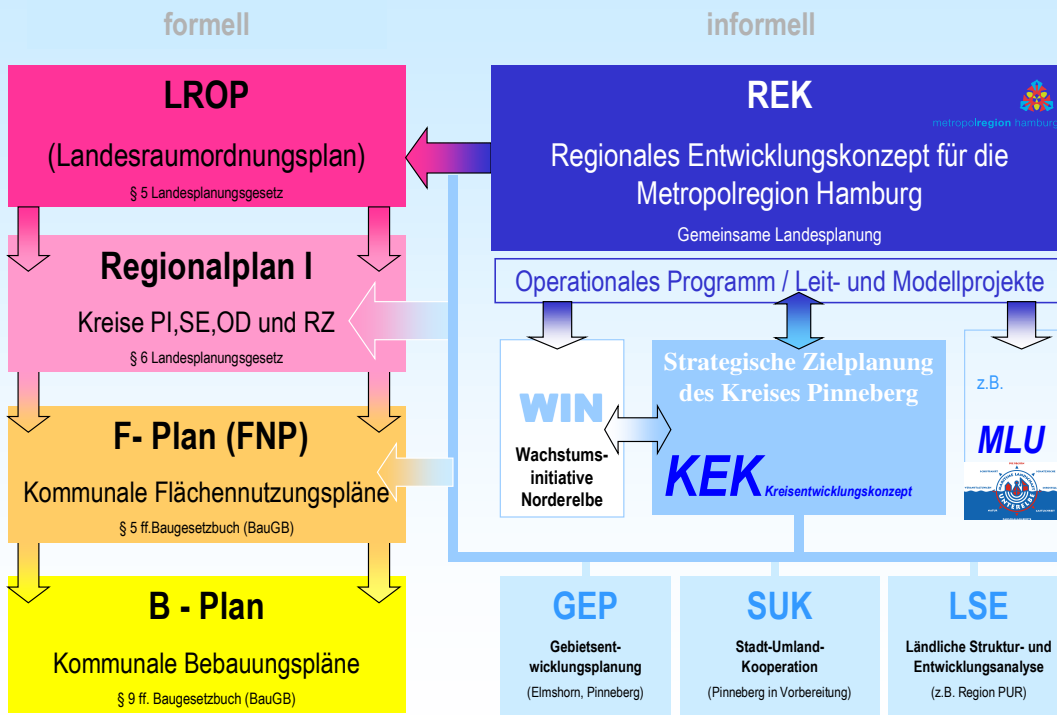 formell
LROP
(Landesraumordnungsplan)
§ 5 Landesplanungsgesetz
Regionalplan I
Kreise PI,SE,OD und RZ
§ 6 Landesplanungsgesetz
F- Plan (FNP)
Kommunale Flächennutzungspläne
§ 5 ff.Baugesetzbuch (BauGB)
B - Plan
Kommunale Bebauungspläne
§ 9 ff. Baugesetzbuch (BauGB)
informell
REK
metropolregion hamburg
Regionales Entwicklungskonzept für die
Metropolregion Hamburg
Gemeinsame Landesplanung
Operationales Programm / Leit- und Modellprojekte
WIN
Wachstums-
initiative
Norderelbe
Strategische Zielplanung
des Kreises Pinneberg
KEK Kreisentwicklungskonzept
z.B.
MLU
MARITIME LANDSCHAFT
UNTERELBE
GEP
Gebietsent-
wicklungsplanung
(Elmshorn, Pinneberg)
SUK
Stadt-Umland-
Kooperation
(Pinneberg in Vorbereitung)
LSE
Ländliche Struktur- und
Entwicklungsanalyse
(z.B. Region PUR)